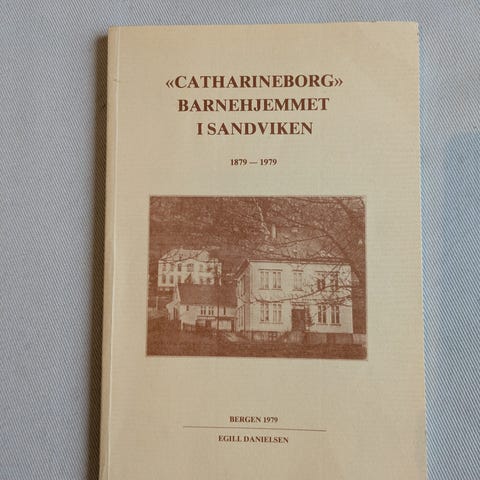 «CATHARINEBORG»
BARNEHJEMMET
I SANDVIKEN
1879 — 1979
BERGEN 1979
EGILL DANIELSEN